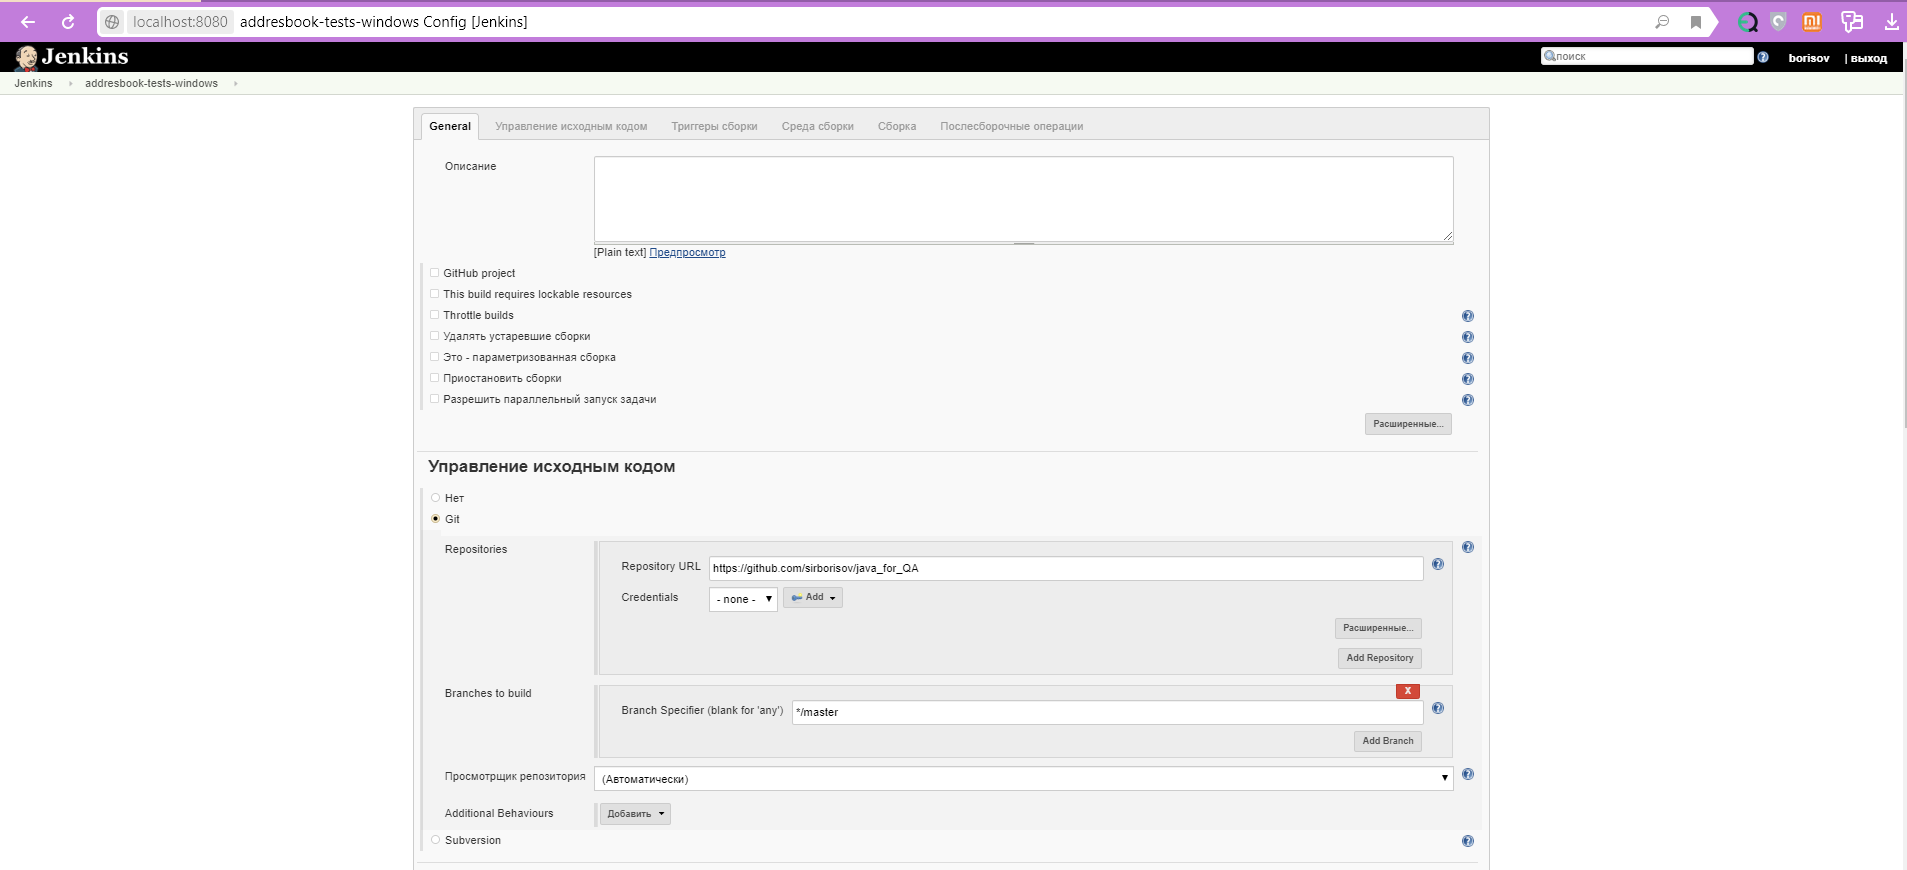 localhost:8080 addresbook-tests-windows Config [Jenkins]
Jenkins поиск borisov | выход
Jenkins addresbook-tests-windows
General Управление исходным кодом Триггеры сборки Среда сборки Сборка Послесборочные операции
Описание
[Plain text] Предпросмотр
GitHub project
This build requires lockable resources
Throttle builds
Удалять устаревшие сборки
Это - параметризованная сборка
Приостановить сборки
Разрешить параллельный запуск задачи
Расширенные...
Управление исходным кодом
Нет
Git
Repositories
Repository URL https://github.com/sirborisov/java_for_QA
Credentials - none - Add
Расширенные...
Add Repository
Branches to build
X
Branch Specifier (blank for 'any') */master
Add Branch
Просмотрщик репозитория (Автоматически)
Additional Behaviours Добавить
Subversion